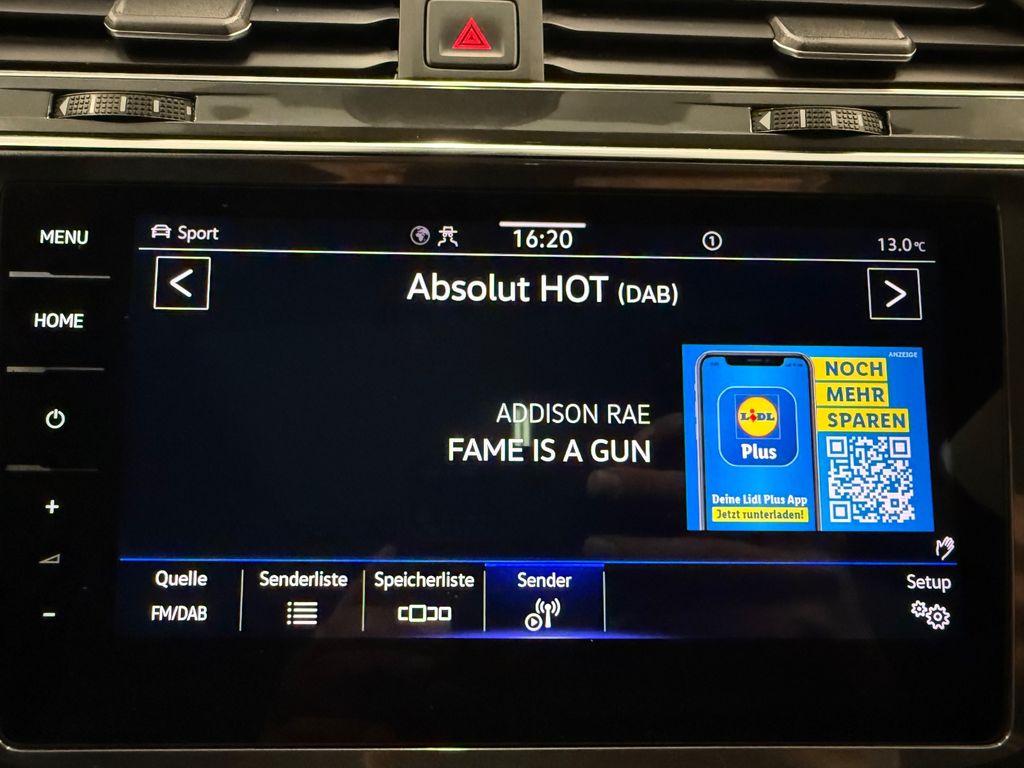 MENU
HOME
Sport
16:20
1
13.0°C
<
Absolut HOT (DAB)
>
ADDISON RAE
FAME IS A GUN
ANZEIGE
NOCH
MEHR
SPAREN
LIDL
Plus
Deine Lidl Plus App
Jetzt runterladen!
+
-
Quelle
FM/DAB
Senderliste
Speicherliste
Sender
Setup